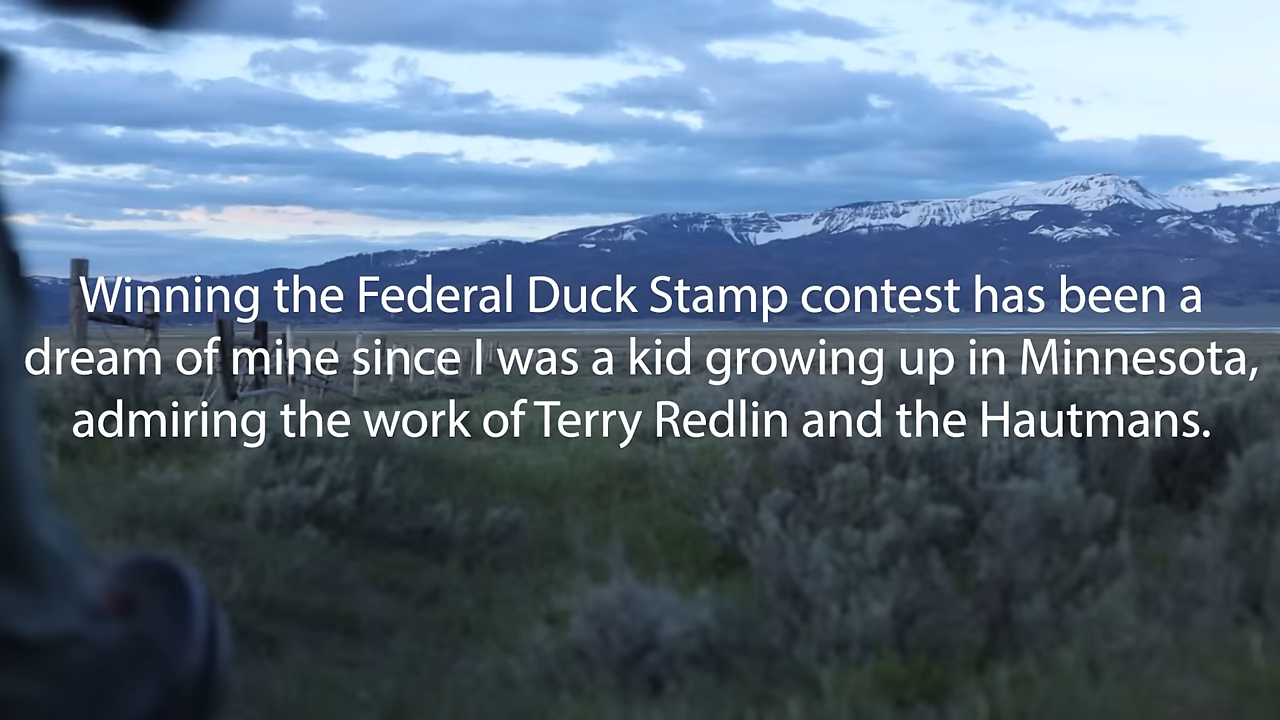 Winning the Federal Duck Stamp contest has been a
dream of mine since I was a kid growing up in Minnesota,
admiring the work of Terry Redlin and the Hautmans.